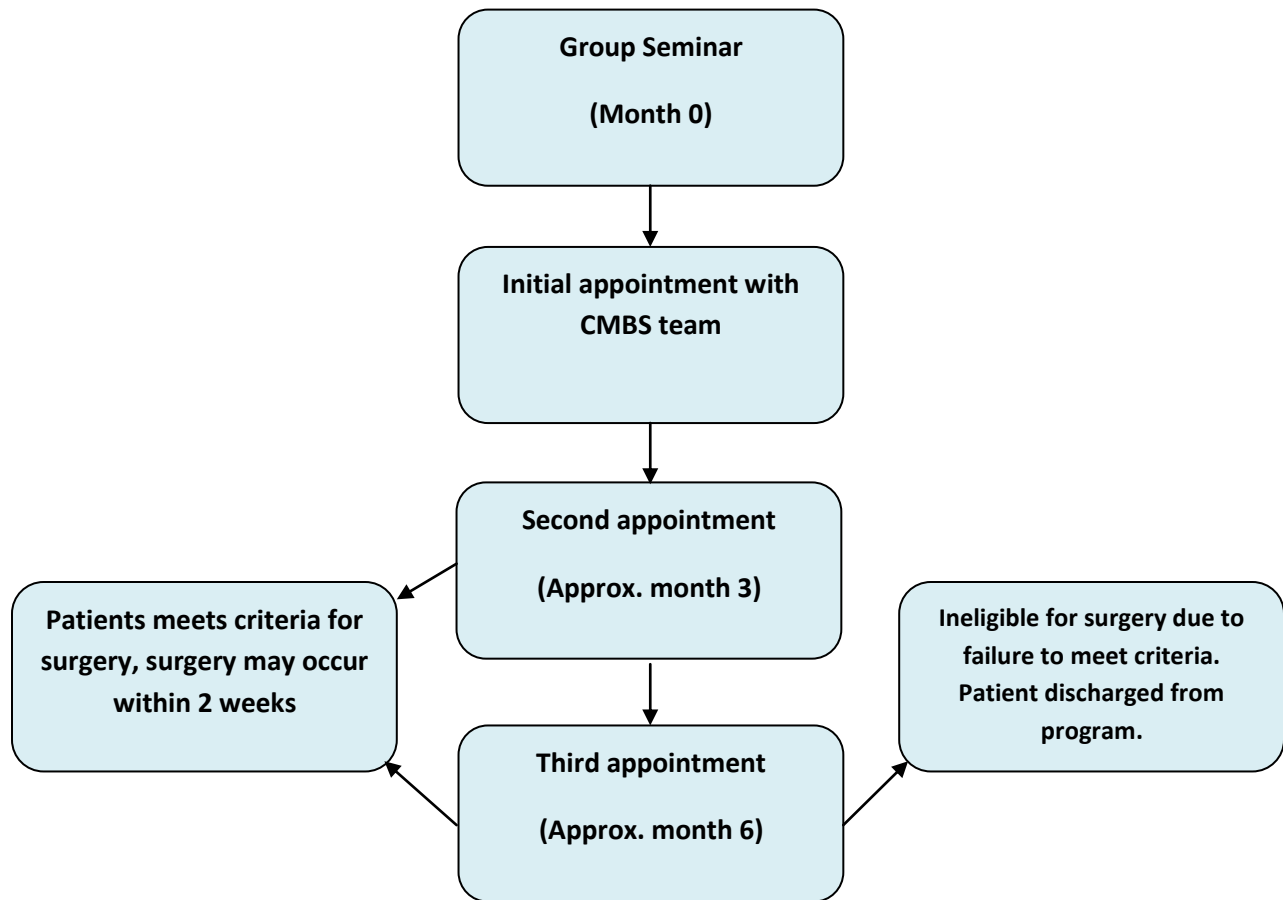 Group Seminar
(Month 0)
Initial appointment with
CMBS team
Second appointment
(Approx. month 3)
Patients meets criteria for
surgery, surgery may occur
within 2 weeks
Ineligible for surgery due to
failure to meet criteria.
Patient discharged from
program.
Third appointment
(Approx. month 6)